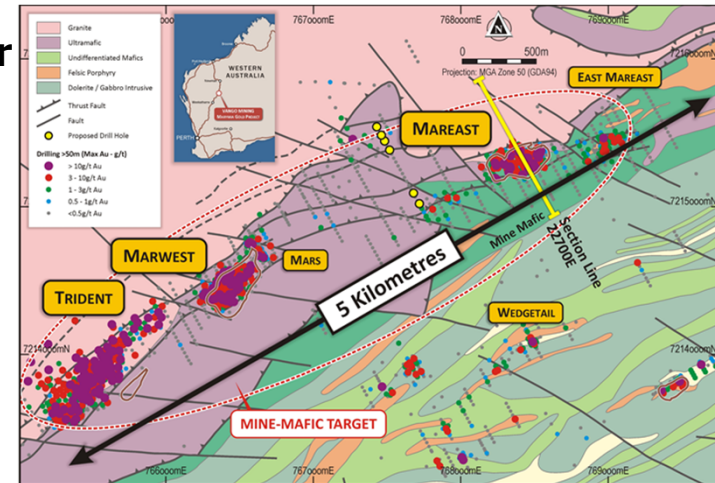 r
767000mE
768000mE
769000mE
Granite
Ultramafic
Undifferentiated Mafics
Felsic Porphyry
Dolerite / Gabbro Intrusive
Thrust Fault
Fault
Proposed Drill Hole
Drilling >50m (Max Au - g/t)
> 10g/t Au
3 - 10g/t Au
1 - 3g/t Au
0.5 - 1g/t Au
<0.5g/t Au
WESTERN
AUSTRALIA
PERTH
0 500m
Projection: MGA Zone 50 (GDA94)
7216000mN
EAST MAREAST
MAREAST
7215000mN
Mine Mafic
Section Line
22700E
MARWEST
MARS
5 Kilometres
TRIDENT
WEDGETAIL
7214000mN
7214000mN
MINE-MAFIC TARGET
766000mE
767000mE
768000mE
769000mE